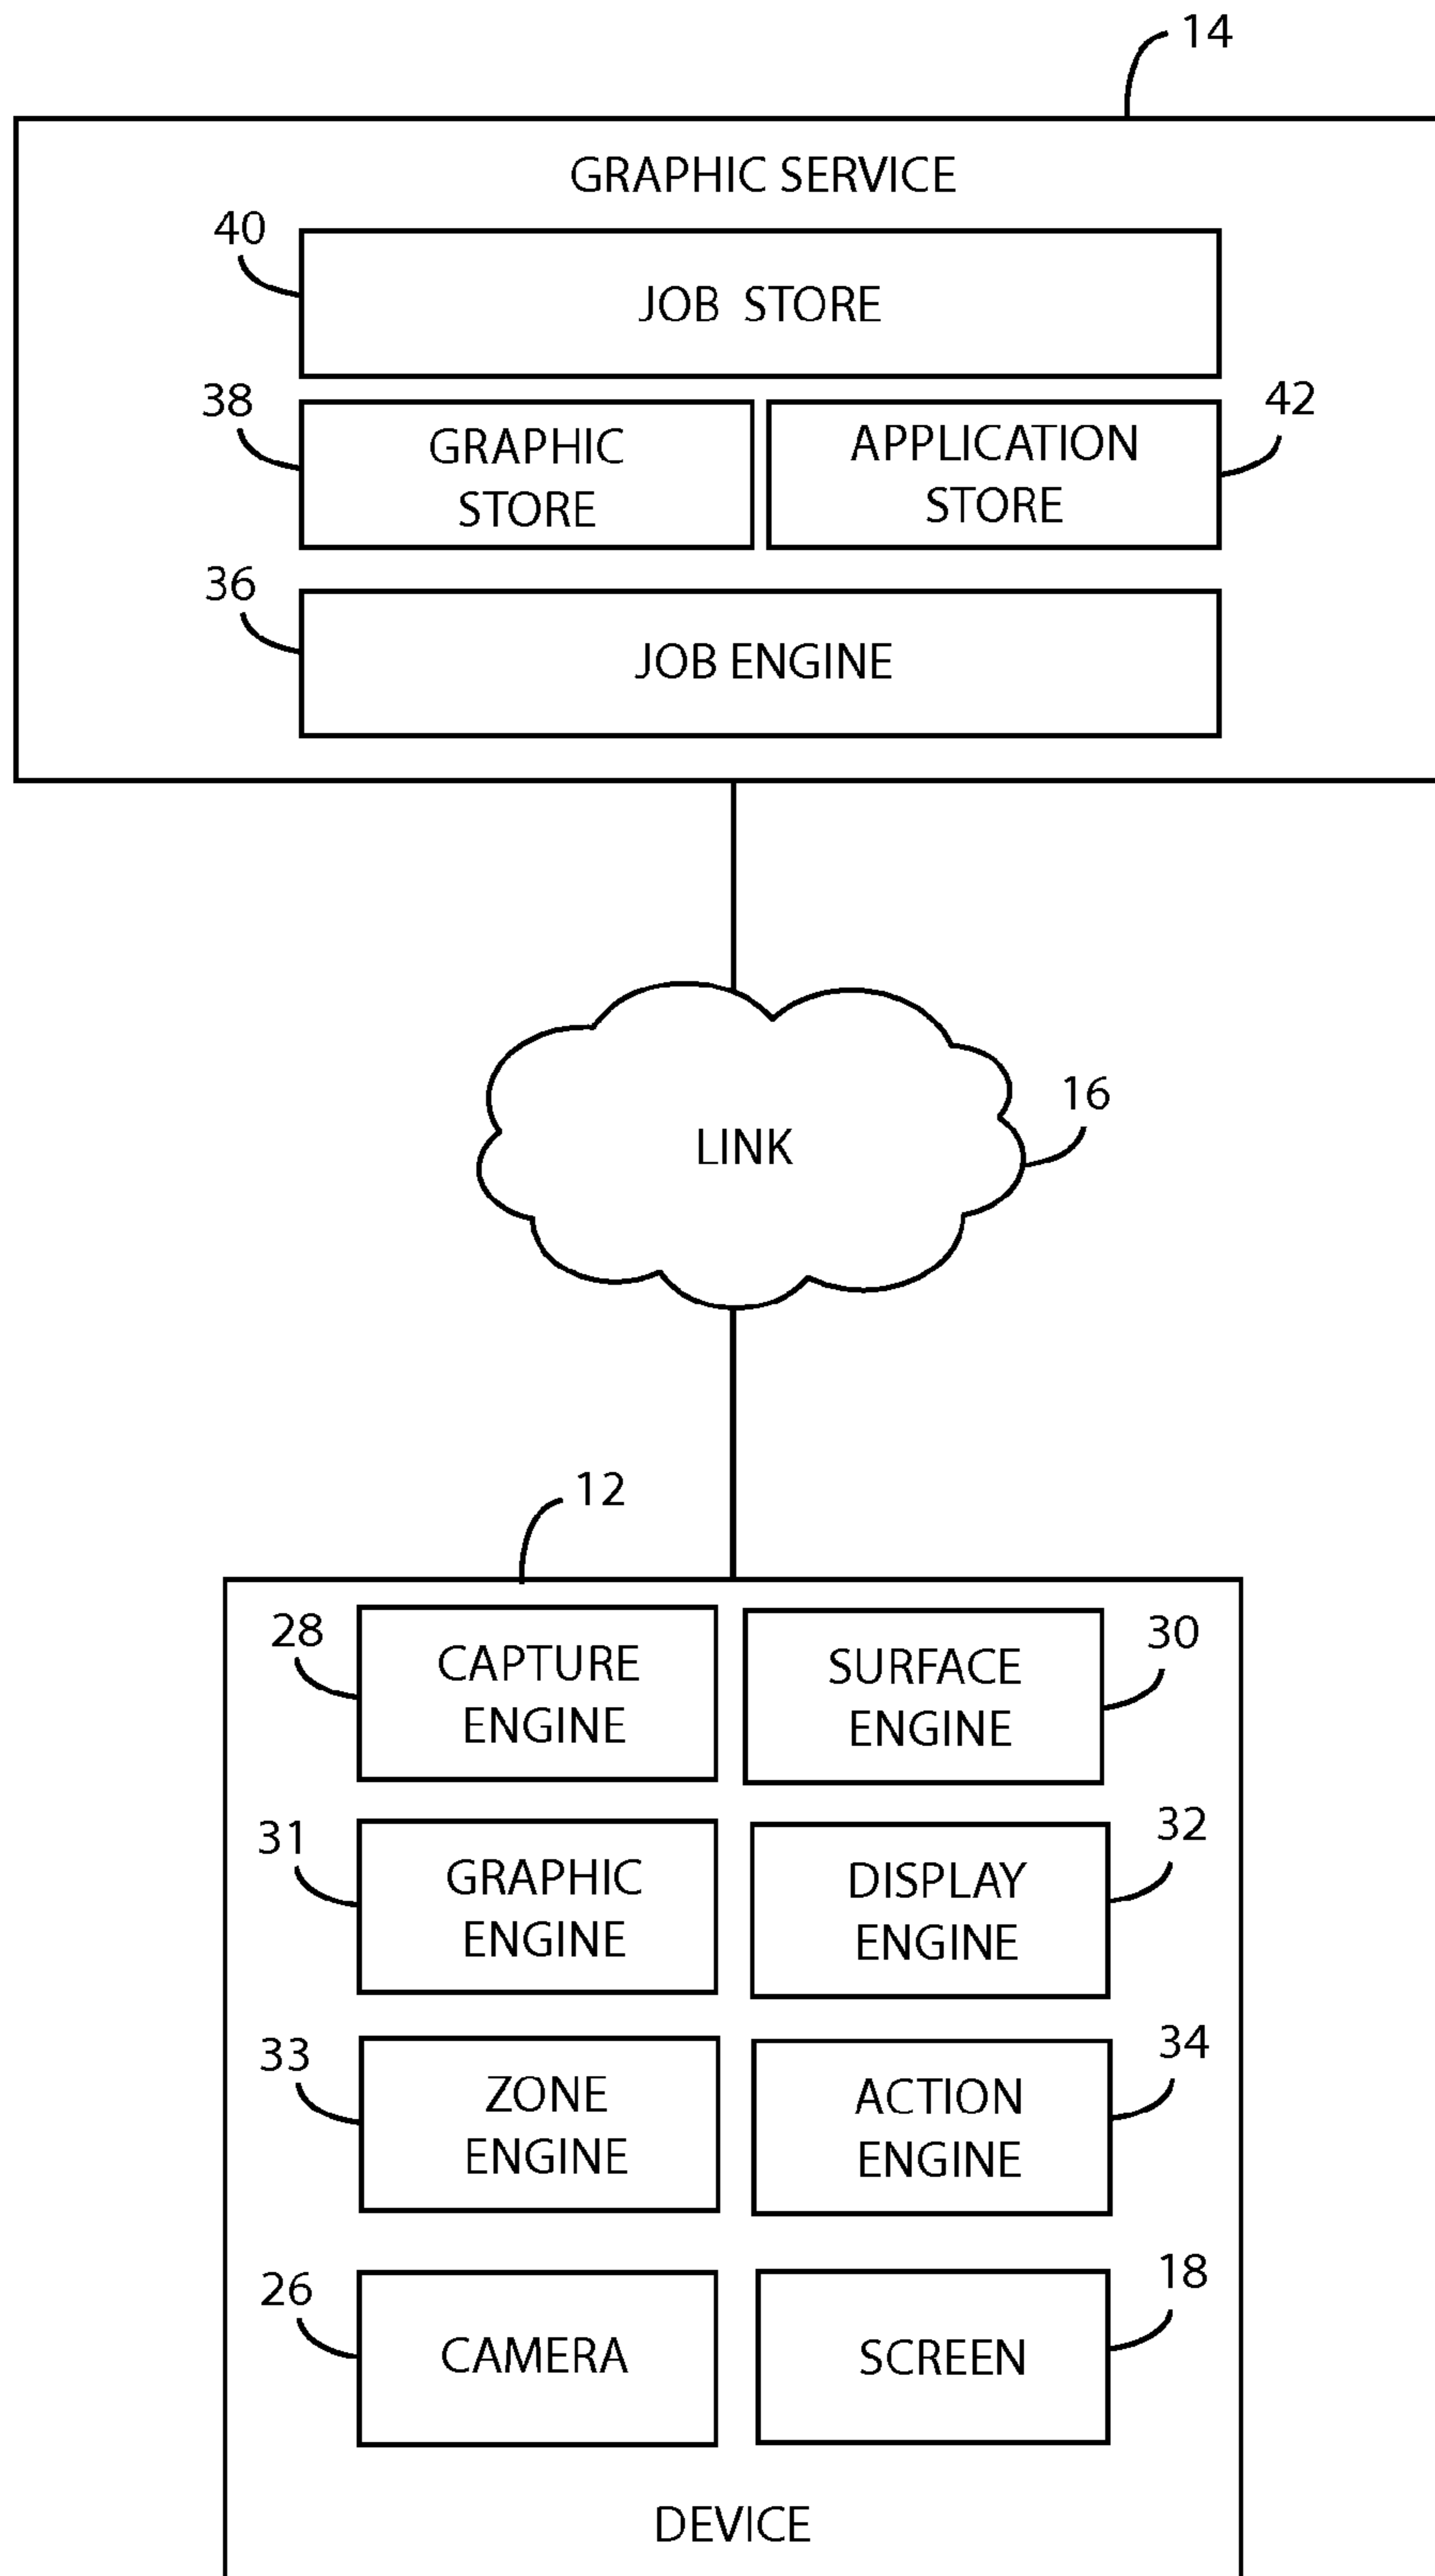 14
GRAPHIC SERVICE
40
JOB STORE
38
GRAPHIC
STORE
APPLICATION
STORE
42
36
JOB ENGINE
LINK
16
12
28
CAPTURE
ENGINE
SURFACE
ENGINE
30
31
GRAPHIC
ENGINE
DISPLAY
ENGINE
32
33
ZONE
ENGINE
ACTION
ENGINE
34
26
CAMERA
SCREEN
18
DEVICE